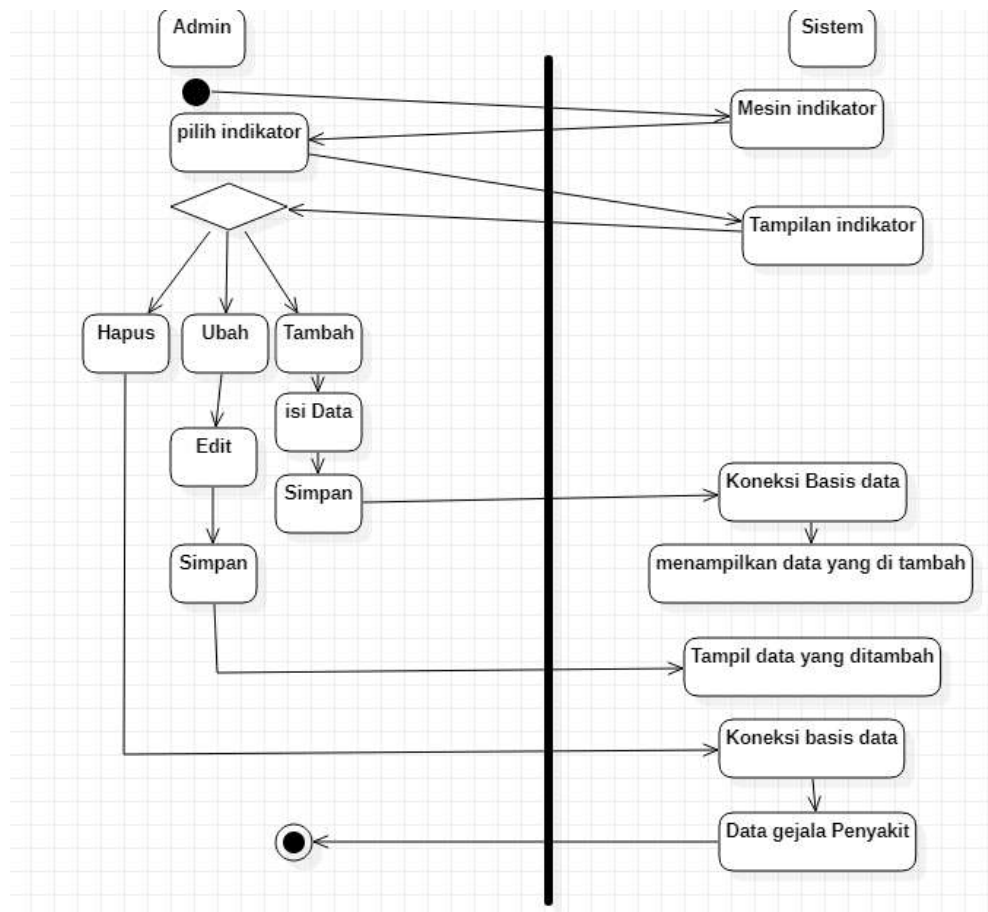 Admin
Sistem
Mesin indikator
pilih indikator
Tampilan indikator
Hapus
Ubah
Tambah
isi Data
Edit
Simpan
Koneksi Basis data
Simpan
menampilkan data yang di tambah
Tampil data yang ditambah
Koneksi basis data
Data gejala Penyakit